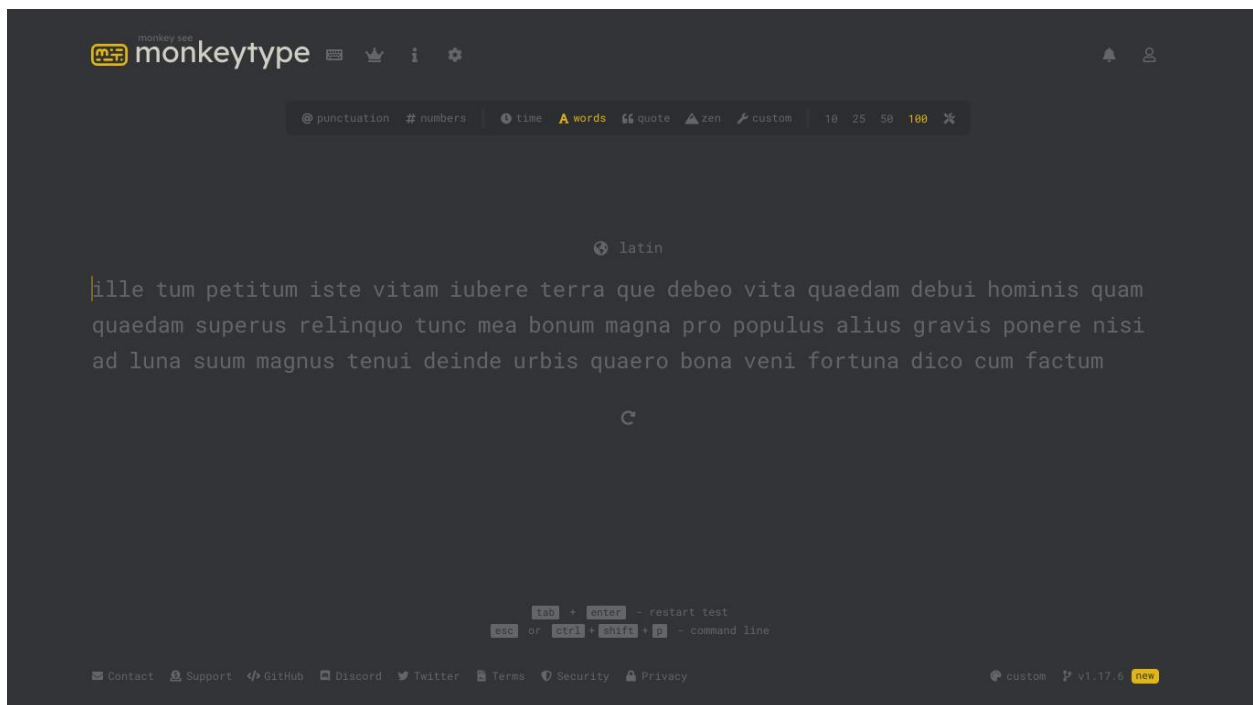 monkey see
monkeytype
@ punctuation # numbers time A words quote zen custom 10 25 50 100
latin
ille tum petitum iste vitam iubere terra que debeo vita quaedam debui hominis quam
quaedam superus relinquo tunc mea bonum magna pro populus alius gravis ponere nisi
ad luna suum magnus tenui deinde urbis quaero bona veni fortuna dico cum factum
tab + enter - restart test
esc or ctrl + shift + p - command line
Contact Support GitHub Discord Twitter Terms Security Privacy custom v1.17.6 new